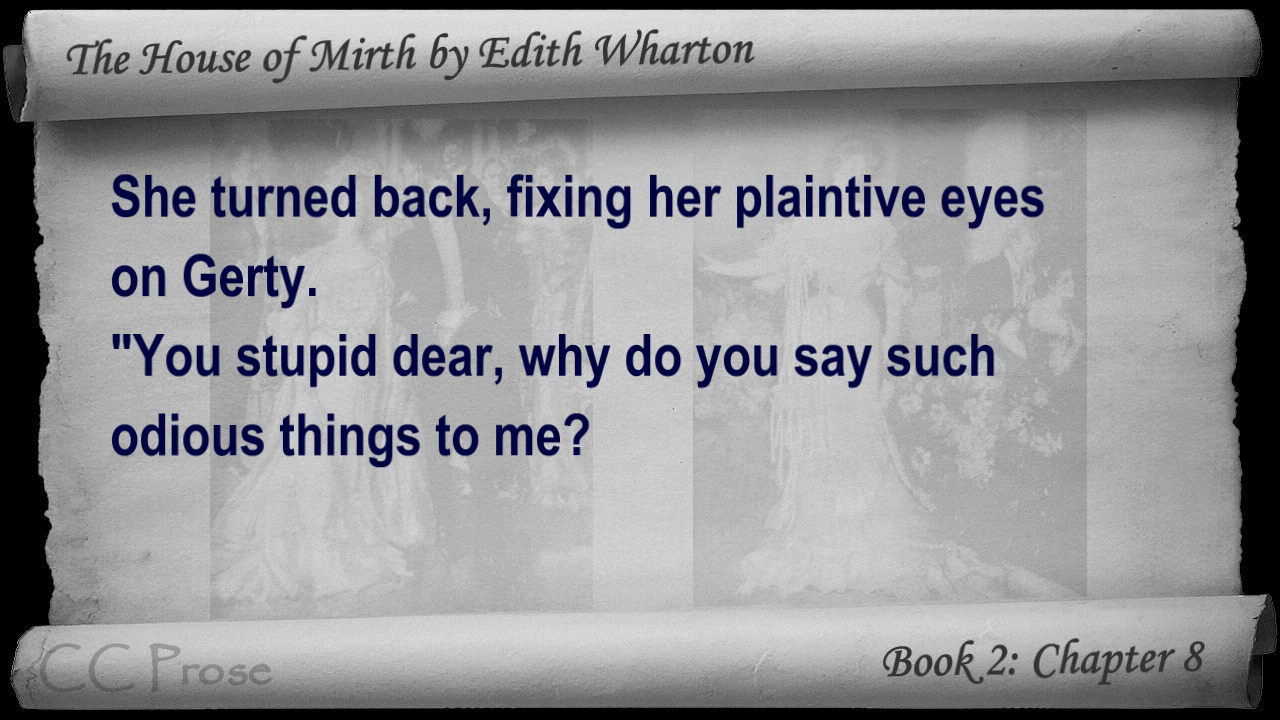 The House of Mirth by Edith Wharton
She turned back, fixing her plaintive eyes
on Gerty.
"You stupid dear, why do you say such
odious things to me?
CC Prose
Book 2: Chapter 8